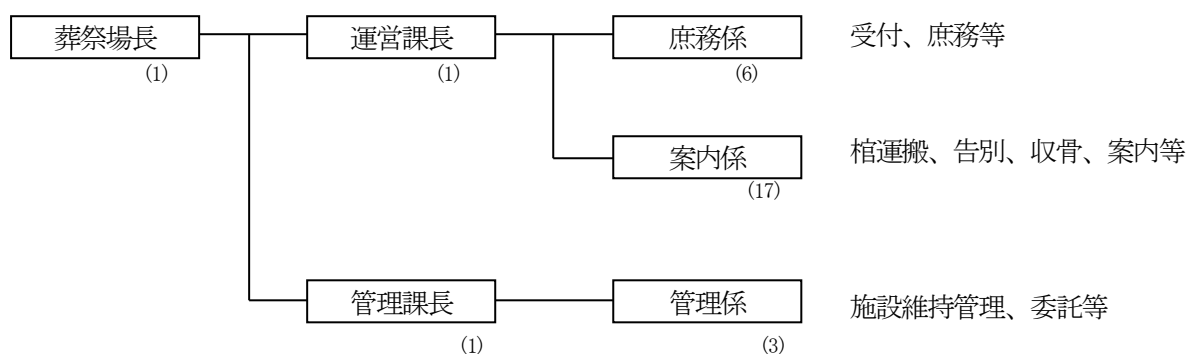 葬祭場長 運営課長 庶務係 受付、庶務等
(1) (1) (6)
案内係 棺運搬、告別、収骨、案内等
(17)
管理課長 管理係 施設維持管理、委託等
(1) (3)